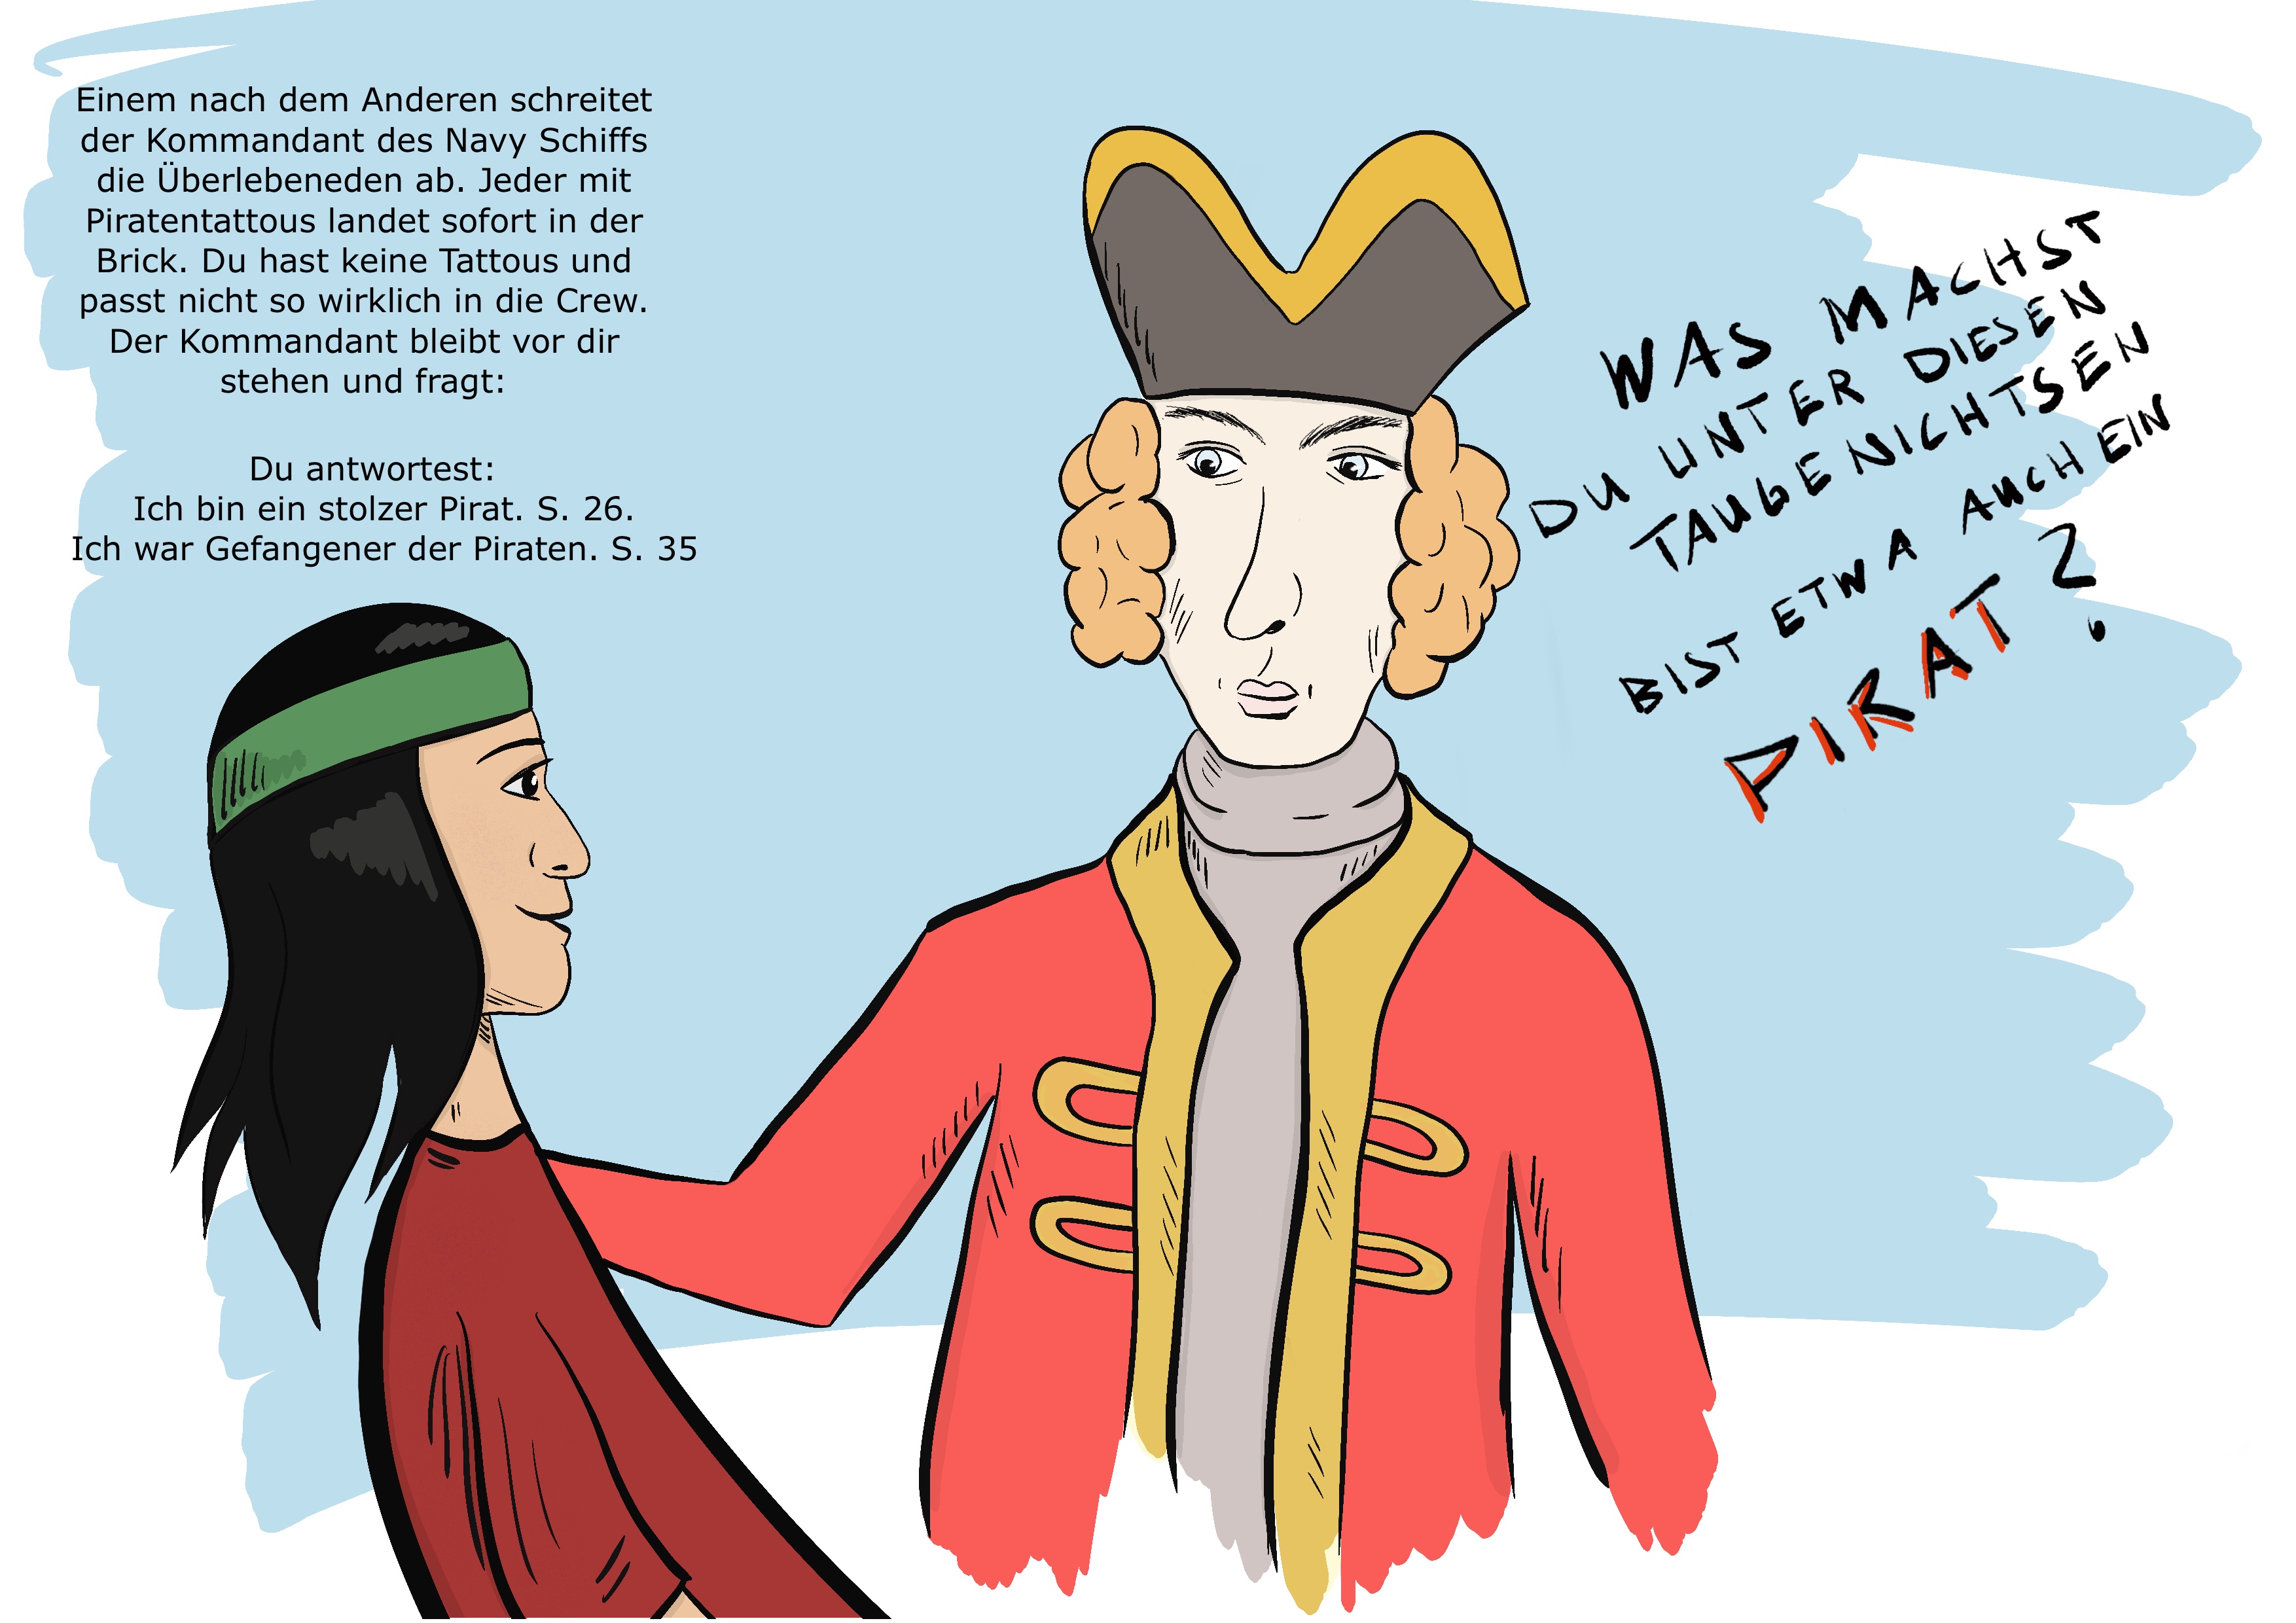 Einem nach dem Anderen schreitet
der Kommandant des Navy Schiffs
die Überlebeneden ab. Jeder mit
Piratentattous landet sofort in der
Brick. Du hast keine Tattous und
passt nicht so wirklich in die Crew.
Der Kommandant bleibt vor dir
stehen und fragt:
Du antwortest:
Ich bin ein stolzer Pirat. S. 26.
Ich war Gefangener der Piraten. S. 35
WAS MACHST
DU UNTER DIESEN
TAUGENICHTSEN
BIST ETWA AUCH EIN
PIRAT?